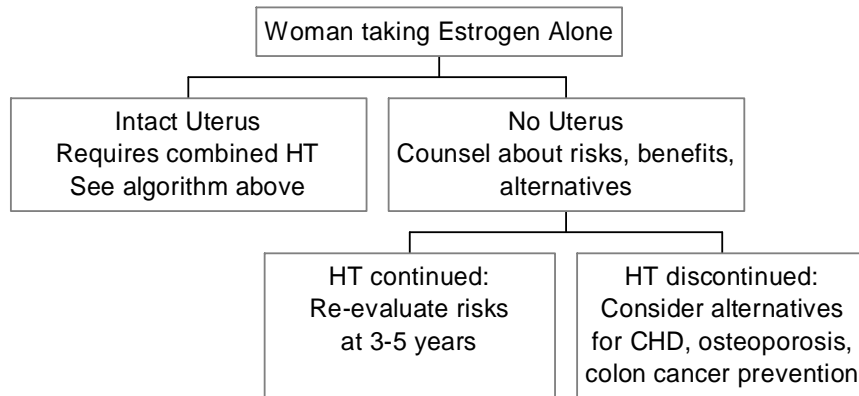 Woman taking Estrogen Alone
Intact Uterus
Requires combined HT
See algorithm above
No Uterus
Counsel about risks, benefits,
alternatives
HT continued:
Re-evaluate risks
at 3-5 years
HT discontinued:
Consider alternatives
for CHD, osteoporosis,
colon cancer prevention